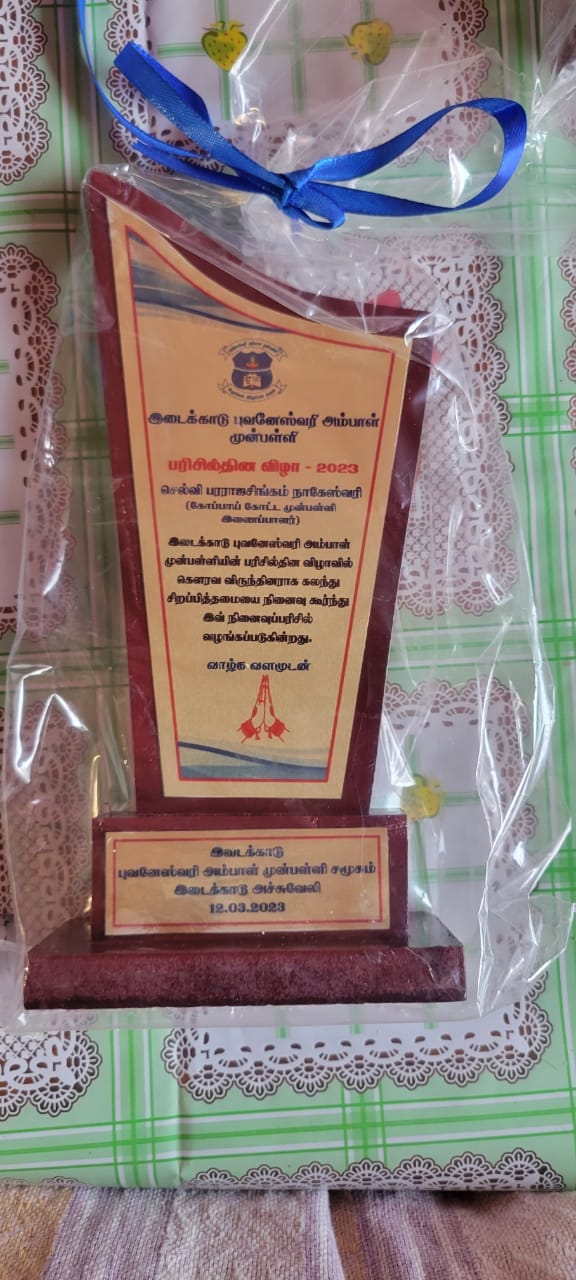 இடைக்காடு புவனேஸ்வரி அம்பாள்
முன்பள்ளி
பரிசில்தின விழா - 2023
செல்வி பரராஜசிங்கம் நாகேஸ்வரி
(கோப்பாய் கோட்ட முன்பள்ளி
இணைப்பாளர்)
இடைக்காடு புவனேஸ்வரி அம்பாள்
முன்பள்ளியின் பரிசில்தின விழாவில்
கௌரவ விருந்தினராக கலந்து
சிறப்பித்தமையை நினைவு கூர்ந்து
இவ் நினைவுப்பரிசில்
வழங்கப்படுகின்றது.
வாழ்க வளமுடன்
இவடக்காடு
புவனேஸ்வரி அம்பாள் முன்பள்ளி சமூகம்
இடைக்காடு அச்சுவேலி
12.03.2023